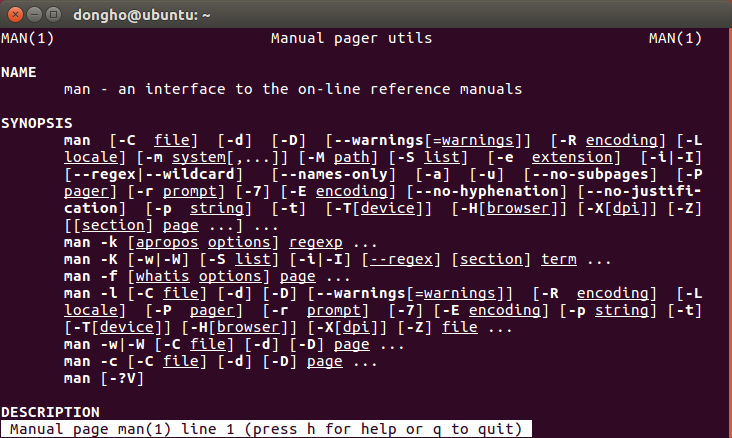 dongho@ubuntu: ~
MAN(1) Manual pager utils MAN(1)
NAME
man - an interface to the on-line reference manuals
SYNOPSIS
man [-C file] [-d] [-D] [--warnings[=warnings]] [-R encoding] [-L
locale] [-m system[,...]] [-M path] [-S list] [-e extension] [-i|-I]
[--regex|--wildcard] [--names-only] [-a] [-u] [--no-subpages] [-P
pager] [-r prompt] [-7] [-E encoding] [--no-hyphenation] [--no-justifi-
cation] [-p string] [-t] [-T[device]] [-H[browser]] [-X[dpi]] [-Z]
[[section] page ...] ...
man -k [apropos options] regexp ...
man -K [-w|-W] [-S list] [-i|-I] [--regex] [section] term ...
man -f [whatis options] page ...
man -l [-C file] [-d] [-D] [--warnings[=warnings]] [-R encoding] [-L
locale] [-P pager] [-r prompt] [-7] [-E encoding] [-p string] [-t]
[-T[device]] [-H[browser]] [-X[dpi]] [-Z] file ...
man -w|-W [-C file] [-d] [-D] page ...
man -c [-C file] [-d] [-D] page ...
man [-?V]
DESCRIPTION
Manual page man(1) line 1 (press h for help or q to quit)